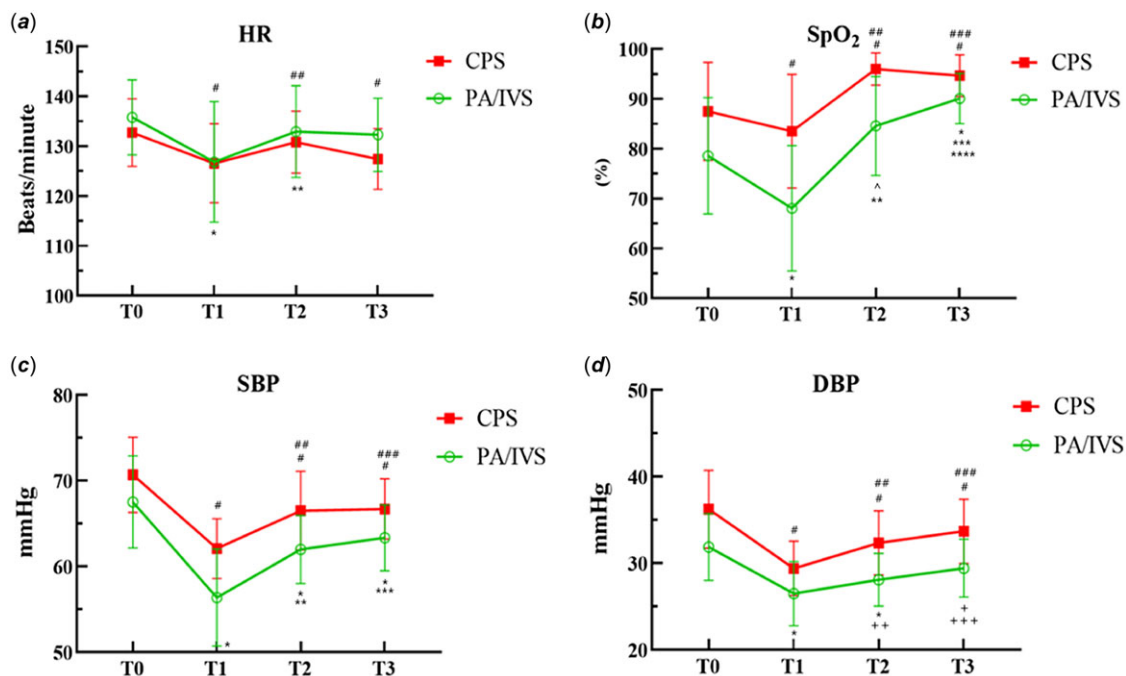 (a)
HR
CPS
PA/IVS
Beats/minute
150
140
130
120
110
100
#
##
#
*
**
T0 T1 T2 T3
(b)
SpO₂
CPS
PA/IVS
(%)
100
90
80
70
60
50
## ###
# # #
*
^
**
*
***
****
T0 T1 T2 T3
(c)
SBP
CPS
PA/IVS
mmHg
80
70
60
50
## ###
# # #
*
*
**
*
***
T0 T1 T2 T3
(d)
DBP
CPS
PA/IVS
mmHg
50
40
30
20
## ###
# # #
*
*
++
+
+++
T0 T1 T2 T3